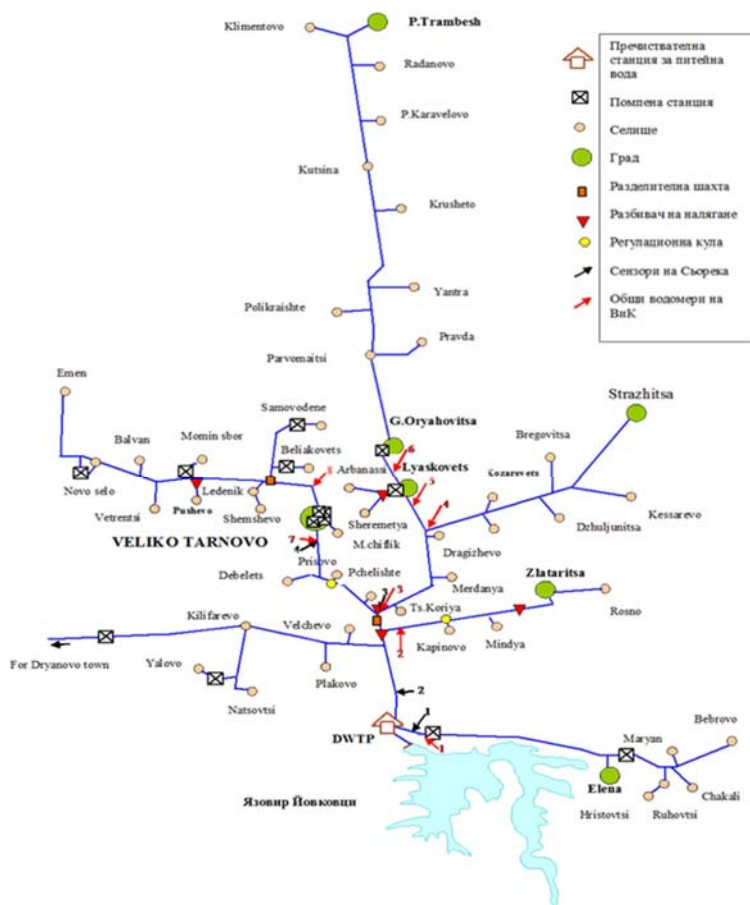 P.Trambesh
Klimentovo
Radanovo
P.Karavelovo
Kutsina
Krusheto
Yantra
Polikraishte
Pravda
Parvomaitsi
Пречиствателна
станция за питейна
вода
Помпена станция
Селише
Град
Разделителна шахта
Разбивач на налягане
Регулационна кула
Сензори на Сьорека
Общи водомери на
ВиК
Emen
Strazhitsa
Samovodene
G.Oryahovitsa
6
Bregovitsa
Balvan
Momin sbor
Beliakovets
Arbanassi
Lyaskovets
5
Kozarevets
8
4
Novo selo
Ledenik
Vetrentsi
Pushevo
Shemshevo
Sheremetya
Kessarevo
Dzhuljunitsa
VELIKO TARNOVO
7
4
M.chiflik
Dragizhevo
Prisovo
Pchelishte
Debelets
Merdanya
Zlataritsa
3
3
Ts.Koriya
Rosno
Kilifarevo
Velchevo
2
Kapinovo
Mindya
For Dryanovo town
Yalovo
Plakovo
Natsovtsi
2
1
DWTP
1
Maryan
Bebrovo
Язовир Йовковци
Elena
Hristovtsi
Ruhovtsi
Chakali